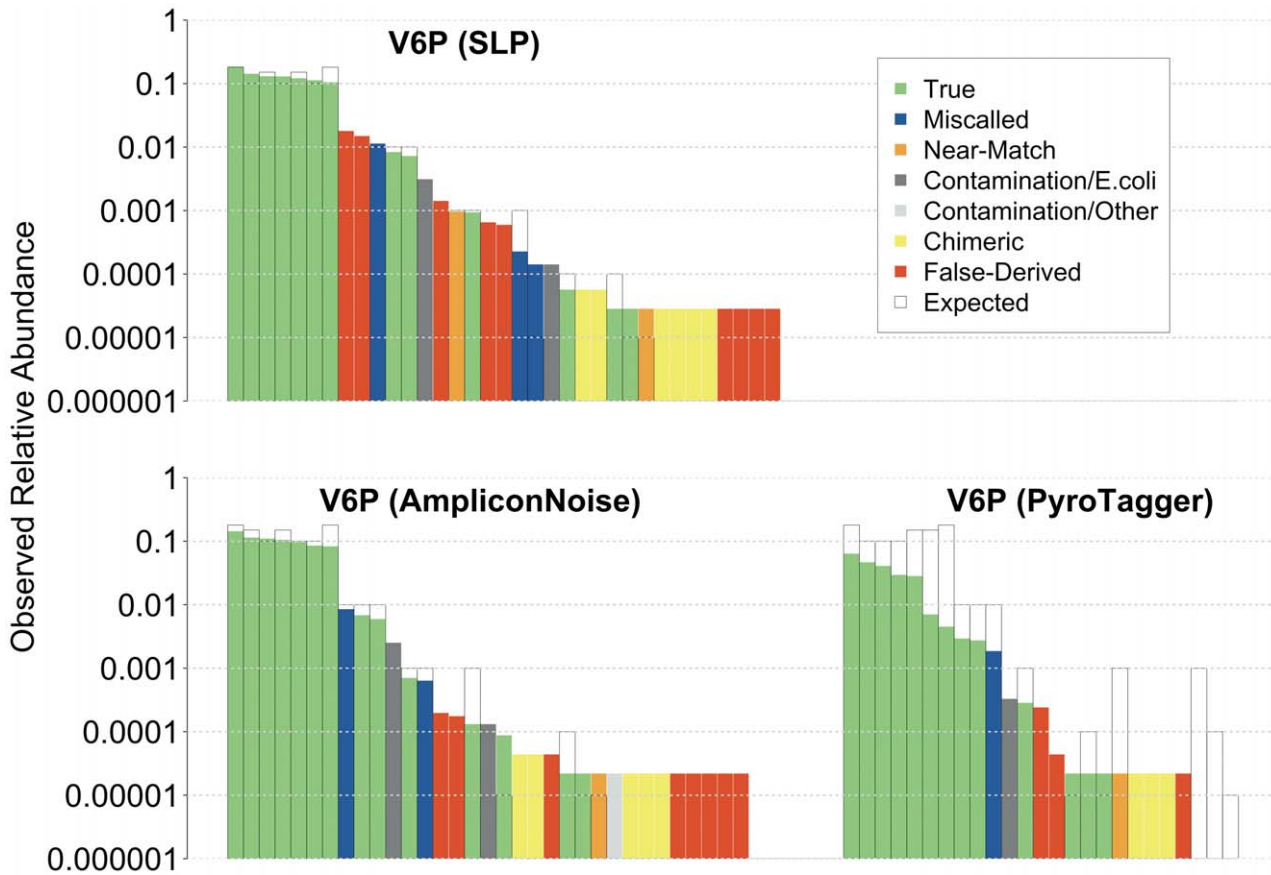 Observed Relative Abundance
V6P (SLP)
1
0.1
0.01
0.001
0.0001
0.00001
0.000001
True
Miscalled
Near-Match
Contamination/E.coli
Contamination/Other
Chimeric
False-Derived
Expected
V6P (AmpliconNoise)
V6P (PyroTagger)
1
0.1
0.01
0.001
0.0001
0.00001
0.000001